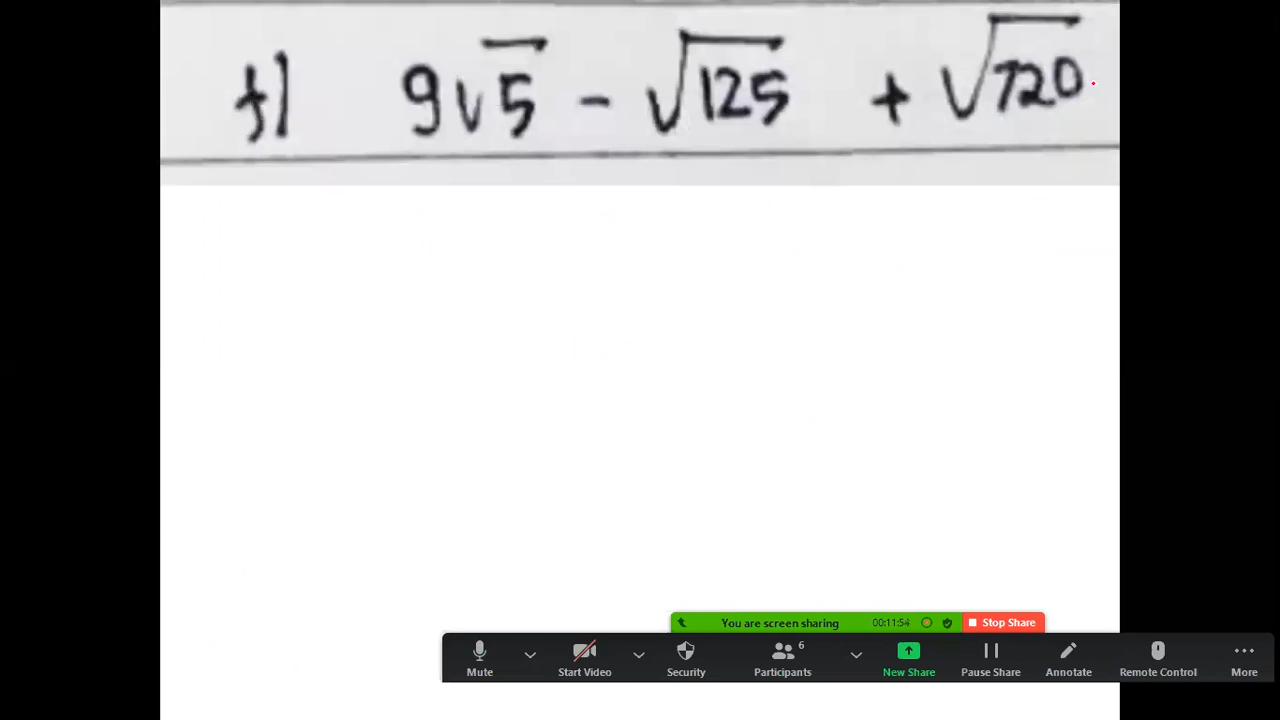 f) 9√5 - √125 + √720
You are screen sharing 00:11:54 Stop Share
6
Mute Start Video Security Participants New Share Pause Share Annotate Remote Control More